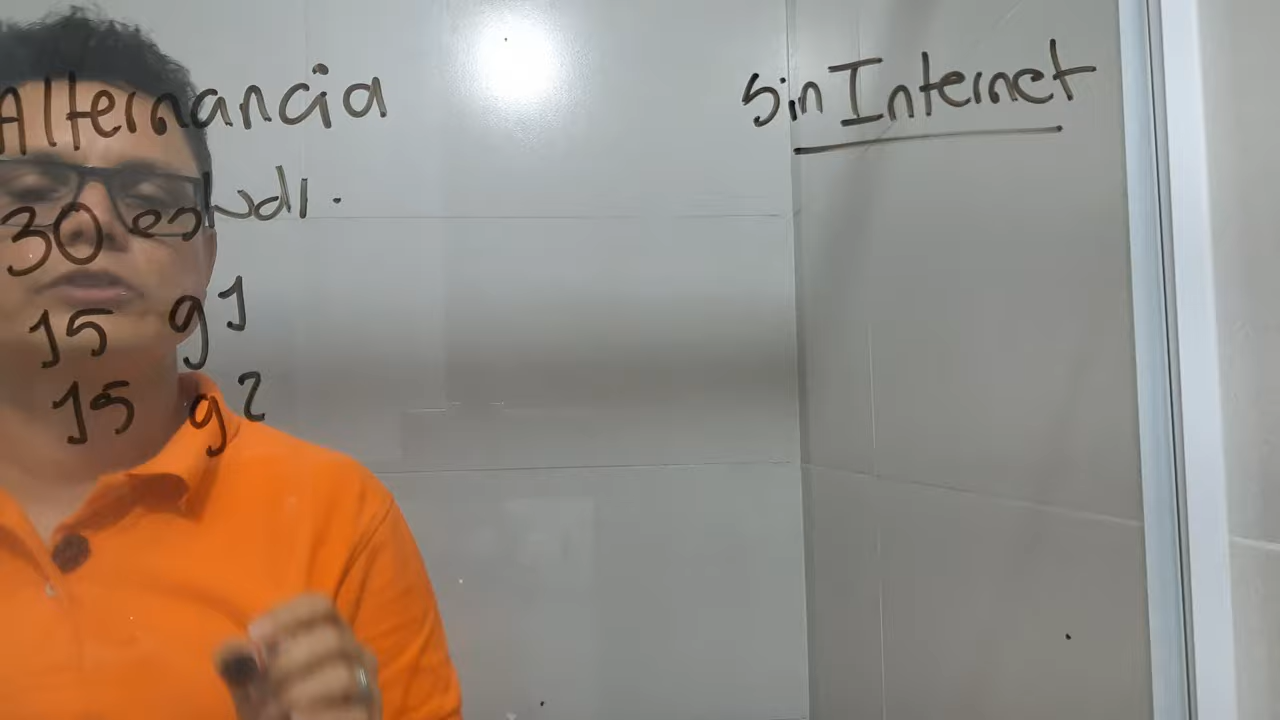 Alternancia
30 estudi.
15 g1
15 g2
Sin Internet